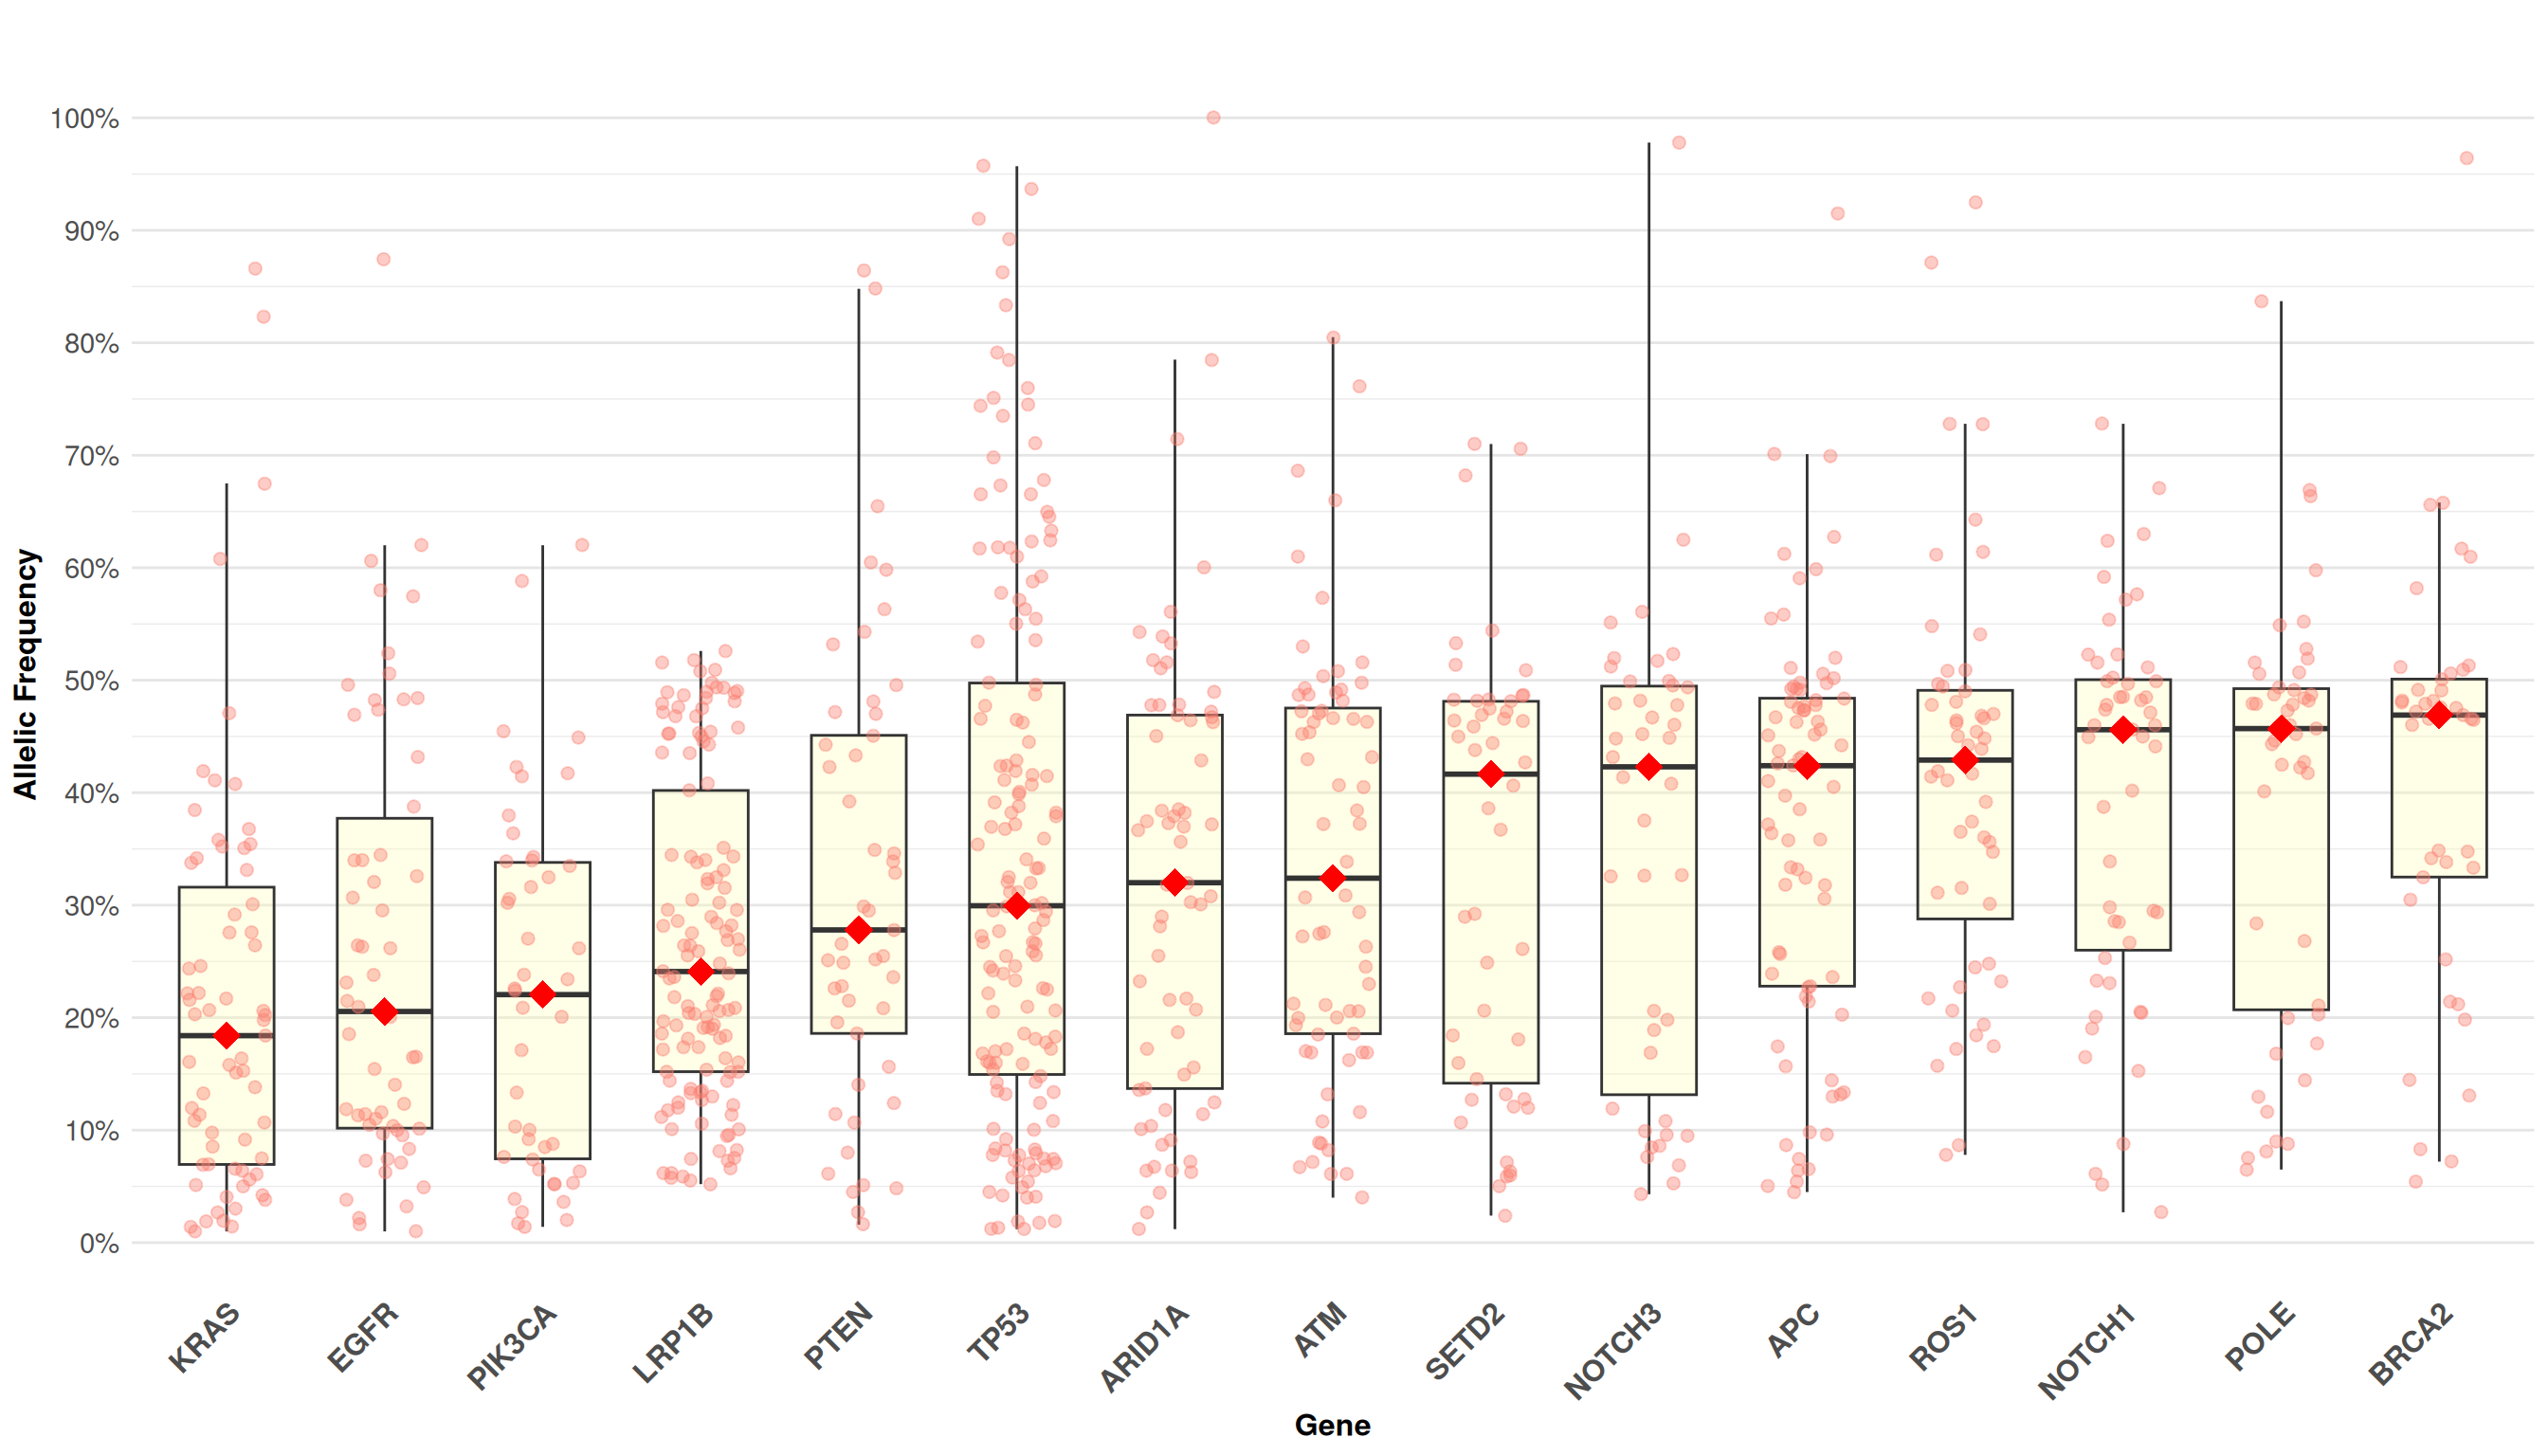 100%
90%
80%
70%
60%
50%
40%
30%
20%
10%
0%
Allelic Frequency
KRAS
EGFR
PIK3CA
LRP1B
PTEN
TP53
ARID1A
ATM
SETD2
NOTCH3
APC
ROS1
NOTCH1
POLE
BRCA2
Gene